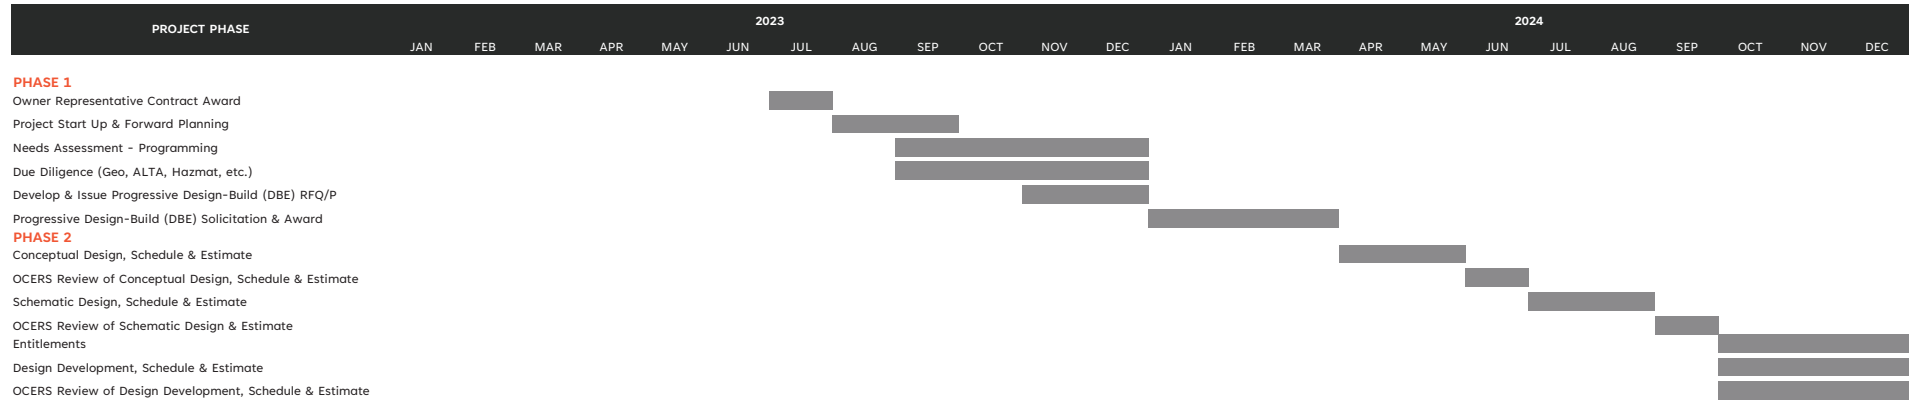 PROJECT PHASE
2023
2024
JAN FEB MAR APR MAY JUN JUL AUG SEP OCT NOV DEC JAN FEB MAR APR MAY JUN JUL AUG SEP OCT NOV DEC
PHASE 1
Owner Representative Contract Award
Project Start Up & Forward Planning
Needs Assessment - Programming
Due Diligence (Geo, ALTA, Hazmat, etc.)
Develop & Issue Progressive Design-Build (DBE) RFQ/P
Progressive Design-Build (DBE) Solicitation & Award
PHASE 2
Conceptual Design, Schedule & Estimate
OCERS Review of Conceptual Design, Schedule & Estimate
Schematic Design, Schedule & Estimate
OCERS Review of Schematic Design & Estimate
Entitlements
Design Development, Schedule & Estimate
OCERS Review of Design Development, Schedule & Estimate